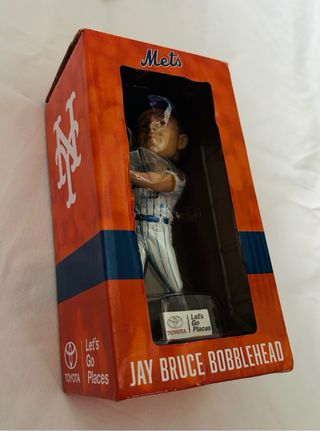 Mets
NY
TOYOTA
Let's
Go
Places
TOYOTA
Let's
Go
Places
JAY BRUCE BOBBLEHEAD